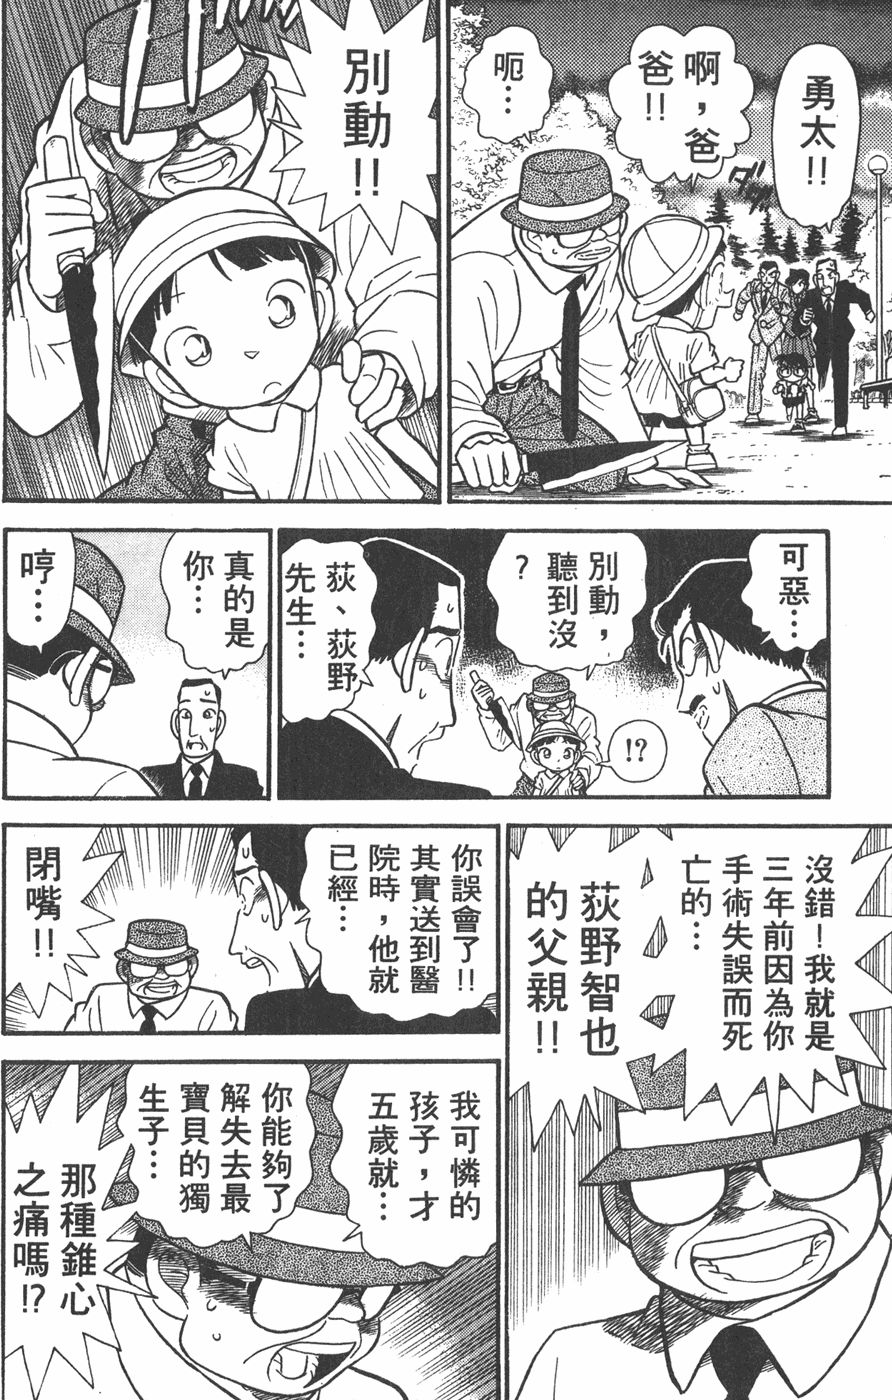 勇太!!
啊，爸
爸!!
呃…
ダダッ
別動!!
可惡…
別動，
聽到沒
?
!?
荻、荻野
先生…
真的是
你…
哼…
沒錯！我就是
三年前因為你
手術失誤而死
亡的…
荻野智也
的父親!!
你誤會了!!
其實送到醫
院時，他就
已經…
閉嘴!!
我可憐的
孩子，才
五歲就…
你能夠了
解失去最
寶貝的獨
生子…
那種錐心
之痛嗎!?